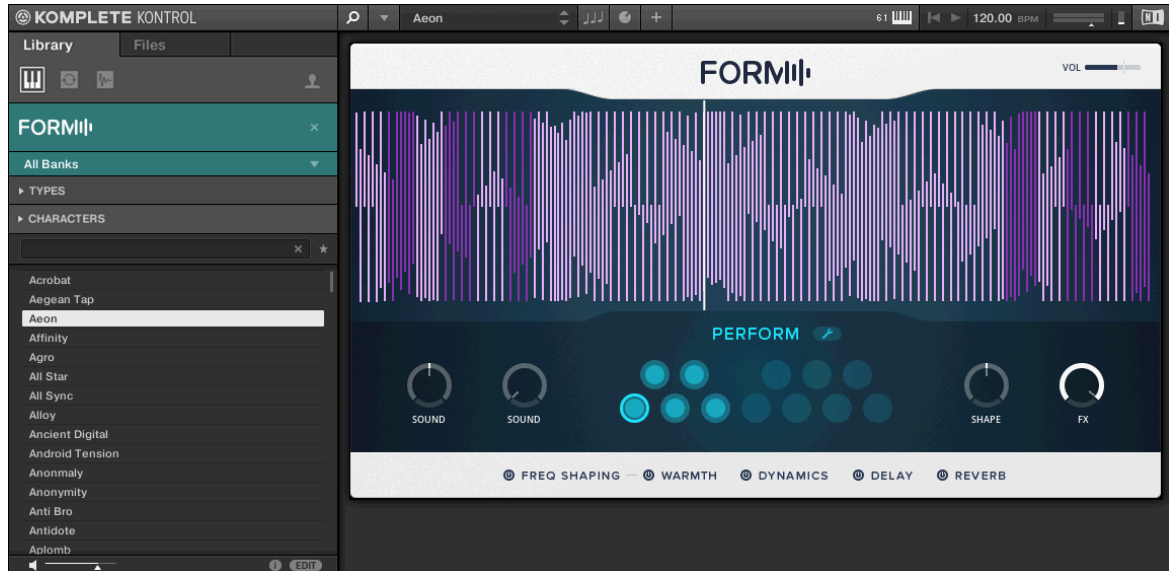 KOMPLETE KONTROL
Aeon
61
120.00 BPM
NI
Library
Files
FORM
All Banks
TYPES
CHARACTERS
Acrobat
Aegean Tap
Aeon
Affinity
Agro
All Star
All Sync
Alloy
Ancient Digital
Android Tension
Anonmaly
Anonymity
Anti Bro
Antidote
Aplomb
EDIT
FORM
VOL
PERFORM
SOUND SOUND SHAPE FX
FREQ SHAPING WARMTH DYNAMICS DELAY REVERB